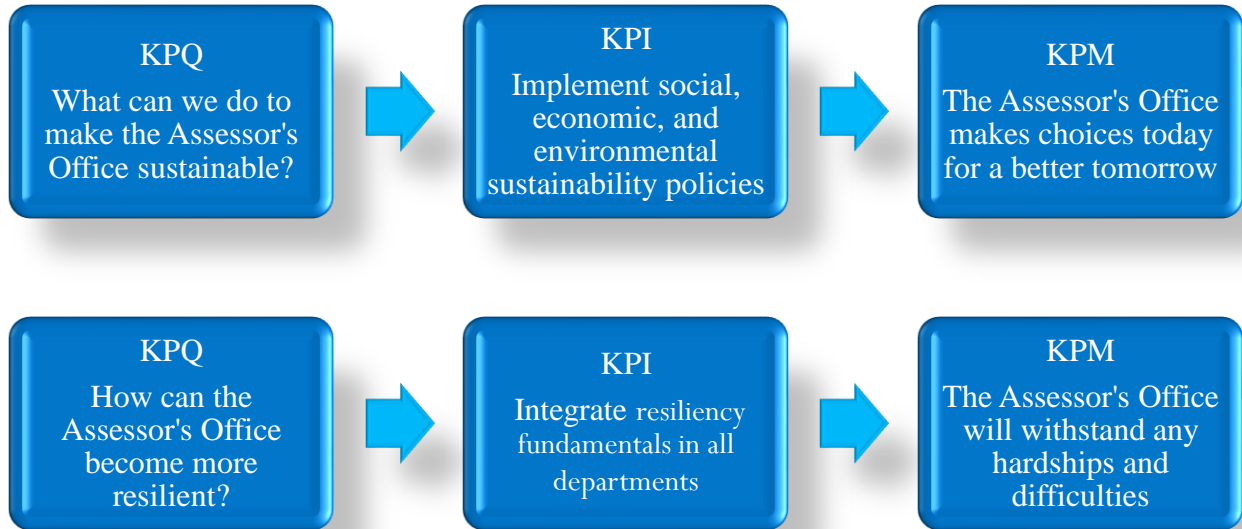 KPQ
What can we do to
make the Assessor's
Office sustainable?
KPI
Implement social,
economic, and
environmental
sustainability policies
KPM
The Assessor's Office
makes choices today
for a better tomorrow
KPQ
How can the
Assessor's Office
become more
resilient?
KPI
Integrate resiliency
fundamentals in all
departments
KPM
The Assessor's Office
will withstand any
hardships and
difficulties